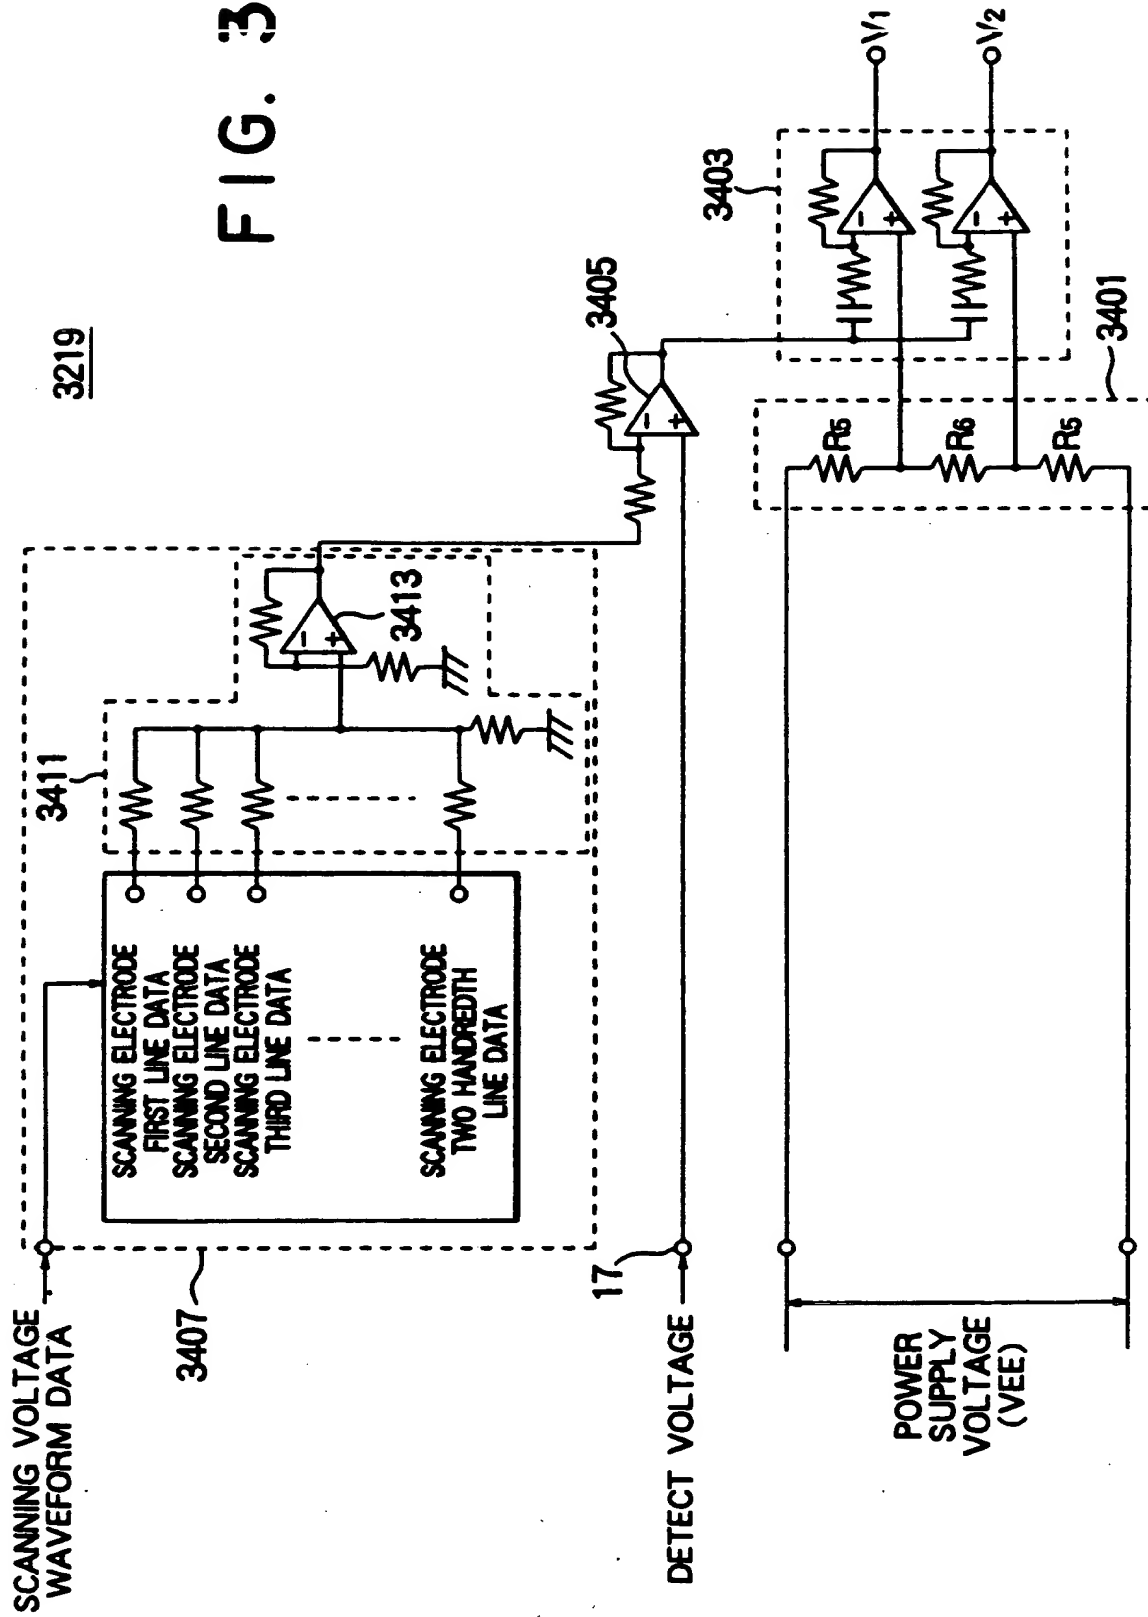 FIG. 3
3219
SCANNING VOLTAGE
WAVEFORM DATA
3407
SCANNING ELECTRODE
FIRST LINE DATA
SCANNING ELECTRODE
SECOND LINE DATA
SCANNING ELECTRODE
THIRD LINE DATA
SCANNING ELECTRODE
TWO HANDREDTH
LINE DATA
3411
-
+
3413
17
DETECT VOLTAGE
3405
-
+
3403
-
+
V1
-
+
V2
3401
R5
R6
R5
POWER
SUPPLY
VOLTAGE
(VEE)